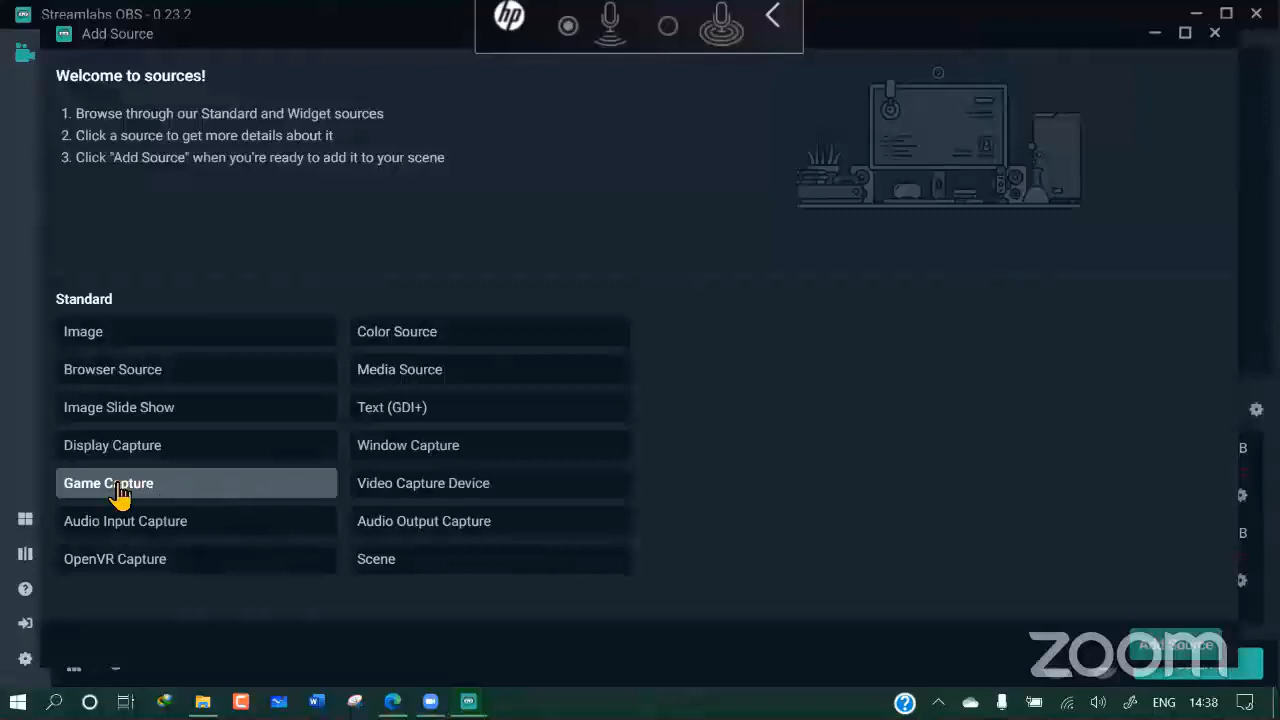 Streamlabs OBS - 0.23.2
hp
Add Source
Welcome to sources!
1. Browse through our Standard and Widget sources
2. Click a source to get more details about it
3. Click "Add Source" when you're ready to add it to your scene
Standard
Image
Color Source
Browser Source
Media Source
Image Slide Show
Text (GDI+)
Display Capture
Window Capture
B
Game Capture
Video Capture Device
Audio Input Capture
Audio Output Capture
B
OpenVR Capture
Scene
Add Source
zoom
ENG
14:38